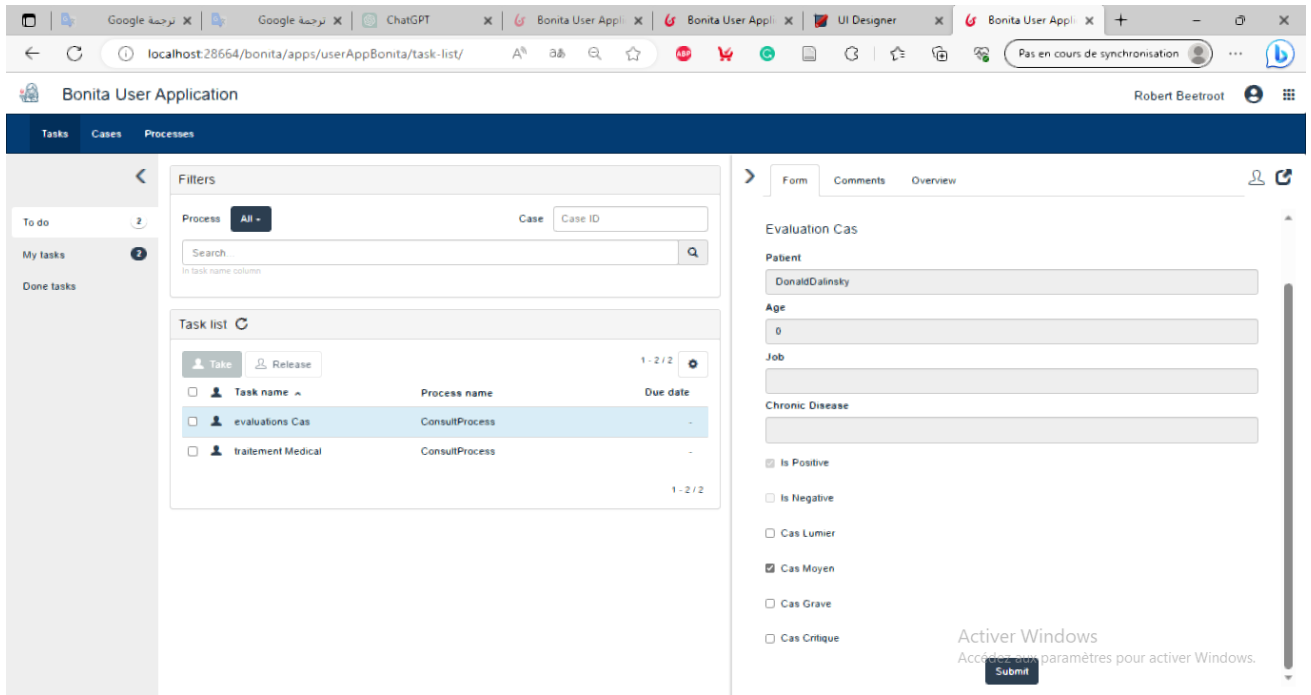 ترجمة Google
ترجمة Google
ChatGPT
Bonita User Appli
Bonita User Appli
UI Designer
Bonita User Appli
localhost:28664/bonita/apps/userAppBonita/task-list/
Pas en cours de synchronisation
Bonita User Application
Robert Beetroot
Tasks Cases Processes
To do 2
My tasks 2
Done tasks
Filters
Process All Case Case ID
Search...
In task name column
Task list
Take Release 1 - 2 / 2
Task name Process name Due date
evaluations Cas ConsultProcess -
traitement Medical ConsultProcess -
1 - 2 / 2
Form Comments Overview
Evaluation Cas
Patient
DonaldDalinsky
Age
0
Job
Chronic Disease
Is Positive
Is Negative
Cas Lumier
Cas Moyen
Cas Grave
Cas Critique
Activer Windows
Accédez aux paramètres pour activer Windows.
Submit